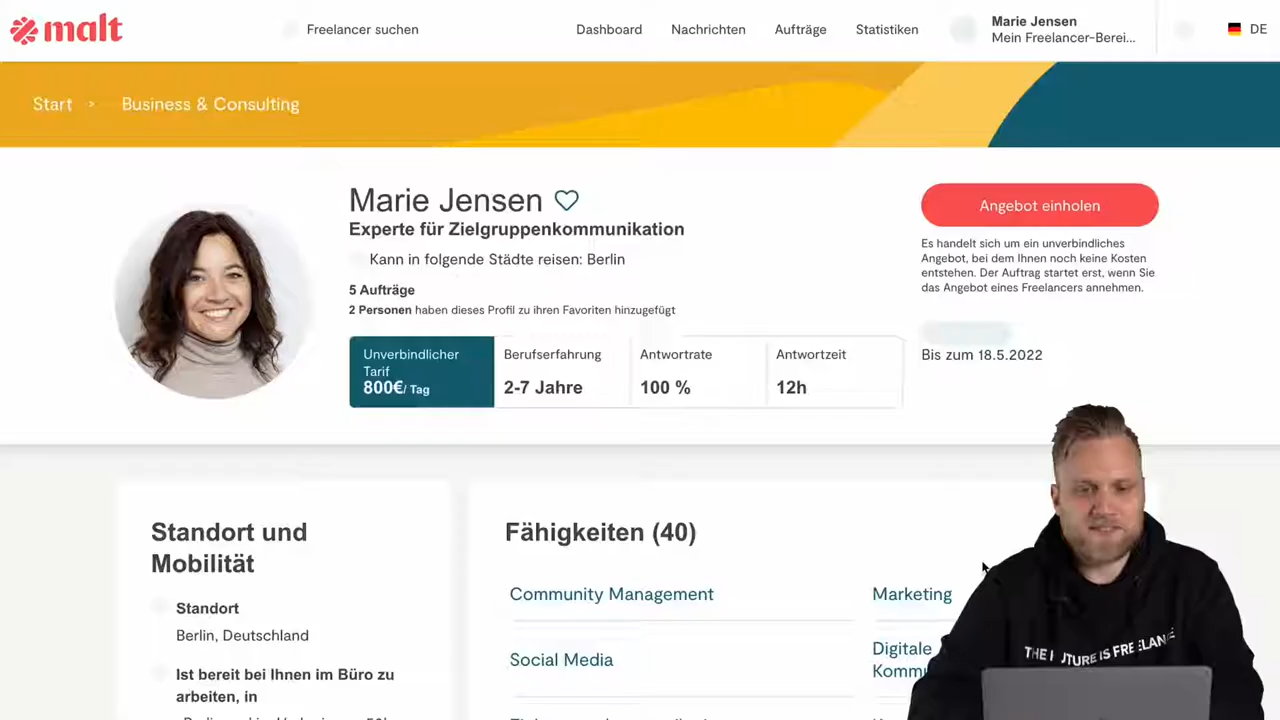 malt
Freelancer suchen
Dashboard
Nachrichten
Aufträge
Statistiken
Marie Jensen
Mein Freelancer-Berei...
DE
Start > Business & Consulting
Marie Jensen
Experte für Zielgruppenkommunikation
Kann in folgende Städte reisen: Berlin
5 Aufträge
2 Personen haben dieses Profil zu ihren Favoriten hinzugefügt
Unverbindlicher
Tarif
800€/ Tag
Berufserfahrung
2-7 Jahre
Antwortrate
100 %
Antwortzeit
12h
Angebot einholen
Es handelt sich um ein unverbindliches
Angebot, bei dem Ihnen noch keine Kosten
entstehen. Der Auftrag startet erst, wenn Sie
das Angebot eines Freelancers annehmen.
Bis zum 18.5.2022
Standort und
Mobilität
Standort
Berlin, Deutschland
Ist bereit bei Ihnen im Büro zu
arbeiten, in
Fähigkeiten (40)
Community Management
Marketing
Social Media
Digitale
Kommu
THE FUTURE IS FREELANCE